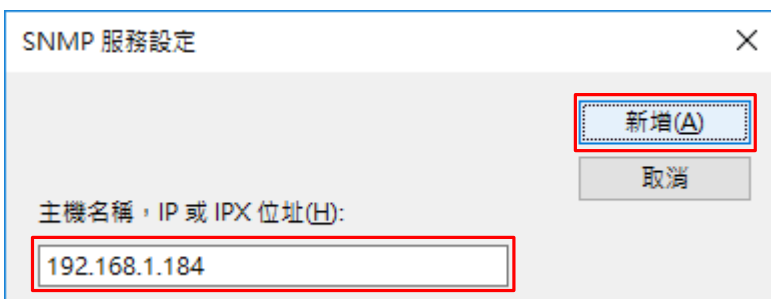 SNMP 服務設定
新增(A)
取消
主機名稱，IP 或 IPX 位址(H):
192.168.1.184